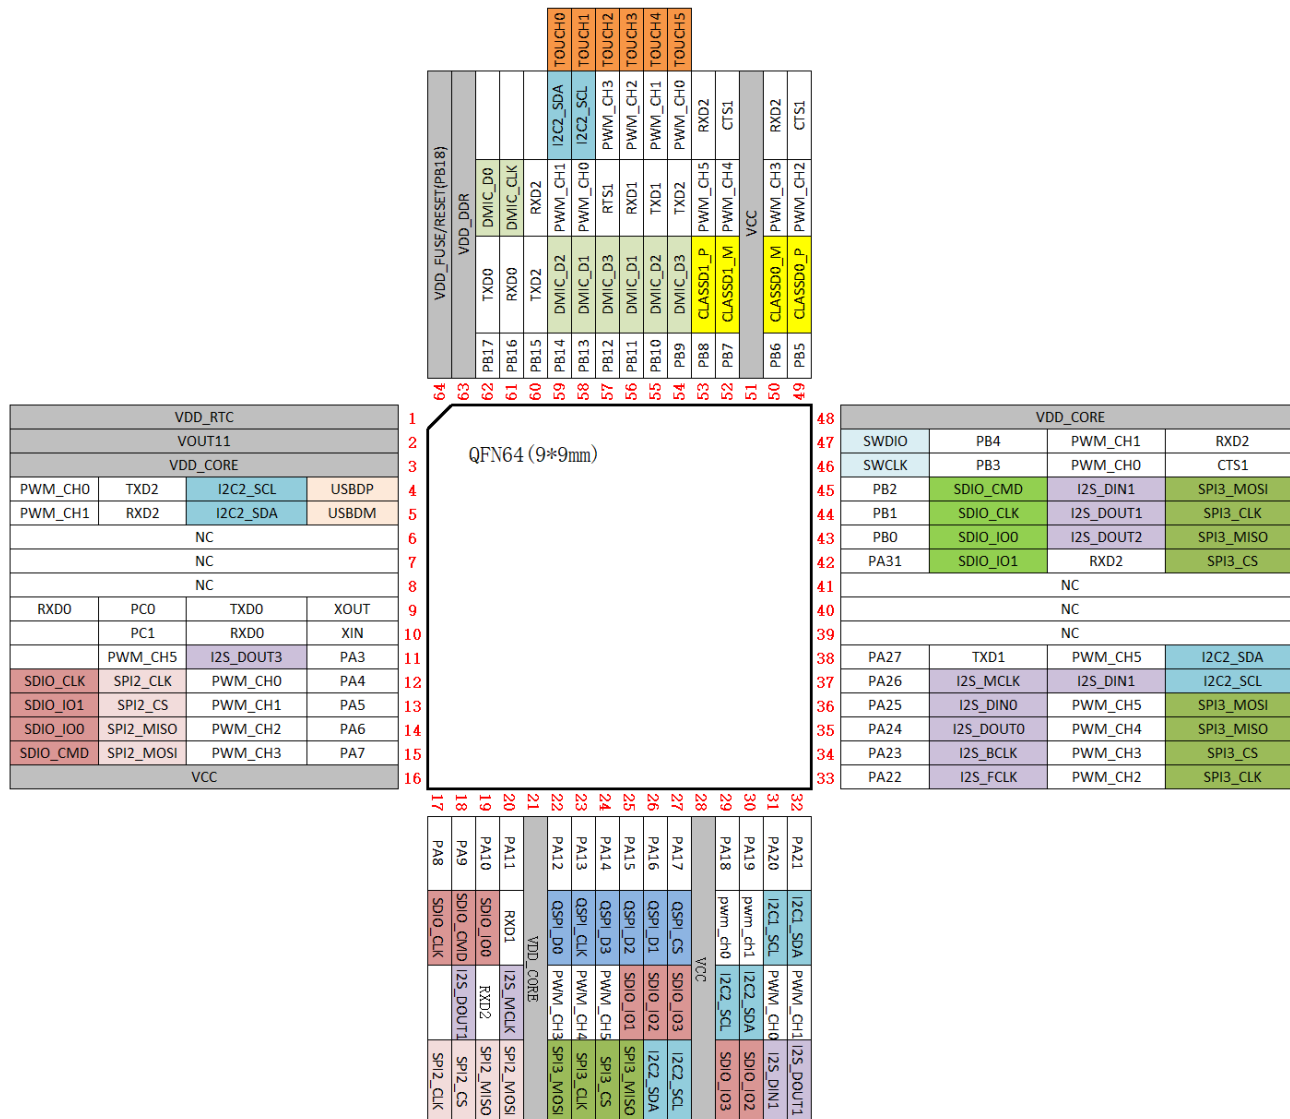 TOUCH0 TOUCH1 TOUCH2 TOUCH3 TOUCH4 TOUCH5
I2C2_SDA I2C2_SCL PWM_CH3 PWM_CH2 PWM_CH1 PWM_CH0 RXD2 CTS1 RXD2 CTS1
VDD_FUSE/RESET(PB18) VDD_DDR DMIC_D0 DMIC_CLK RXD2 PWM_CH1 PWM_CH0 RTS1 RXD1 TXD1 TXD2 PWM_CH5 PWM_CH4 VCC PWM_CH3 PWM_CH2
TXD0 RXD0 TXD2 DMIC_D2 DMIC_D1 DMIC_D3 DMIC_D1 DMIC_D2 DMIC_D3 CLASSD1_P CLASSD1_M CLASSD0_M CLASSD0_P
PB17 PB16 PB15 PB14 PB13 PB12 PB11 PB10 PB9 PB8 PB7 PB6 PB5
64 63 62 61 60 59 58 57 56 55 54 53 52 51 50 49
VDD_RTC 1
VOUT11 2
VDD_CORE 3
PWM_CH0 TXD2 I2C2_SCL USBDP 4
PWM_CH1 RXD2 I2C2_SDA USBDM 5
NC 6
NC 7
NC 8
RXD0 PC0 TXD0 XOUT 9
PC1 RXD0 XIN 10
PWM_CH5 I2S_DOUT3 PA3 11
SDIO_CLK SPI2_CLK PWM_CH0 PA4 12
SDIO_IO1 SPI2_CS PWM_CH1 PA5 13
SDIO_IO0 SPI2_MISO PWM_CH2 PA6 14
SDIO_CMD SPI2_MOSI PWM_CH3 PA7 15
VCC 16
QFN64(9*9mm)
48 VDD_CORE
47 SWDIO PB4 PWM_CH1 RXD2
46 SWCLK PB3 PWM_CH0 CTS1
45 PB2 SDIO_CMD I2S_DIN1 SPI3_MOSI
44 PB1 SDIO_CLK I2S_DOUT1 SPI3_CLK
43 PB0 SDIO_IO0 I2S_DOUT2 SPI3_MISO
42 PA31 SDIO_IO1 RXD2 SPI3_CS
41 NC
40 NC
39 NC
38 PA27 TXD1 PWM_CH5 I2C2_SDA
37 PA26 I2S_MCLK I2S_DIN1 I2C2_SCL
36 PA25 I2S_DIN0 PWM_CH5 SPI3_MOSI
35 PA24 I2S_DOUT0 PWM_CH4 SPI3_MISO
34 PA23 I2S_BCLK PWM_CH3 SPI3_CS
33 PA22 I2S_FCLK PWM_CH2 SPI3_CLK
17 18 19 20 21 22 23 24 25 26 27 28 29 30 31 32
PA8 PA9 PA10 PA11 PA12 PA13 PA14 PA15 PA16 PA17 PA18 PA19 PA20 PA21
SDIO_CLK SDIO_CMD SDIO_IO0 RXD1 VDD_CORE QSPI_D0 QSPI_CLK QSPI_D3 QSPI_D2 QSPI_D1 QSPI_CS VCC pwm_ch0 pwm_ch1 I2C1_SCL I2C1_SDA
I2S_DOUT1 RXD2 I2S_MCLK PWM_CH3 PWM_CH4 PWM_CH5 SDIO_IO1 SDIO_IO2 SDIO_IO3 I2C2_SCL I2C2_SDA PWM_CH0 PWM_CH1
SPI2_CLK SPI2_CS SPI2_MISO SPI2_MOSI SPI3_MOSI SPI3_CLK SPI3_CS SPI3_MISO I2C2_SDA I2C2_SCL SDIO_IO3 SDIO_IO2 I2S_DIN1 I2S_DOUT1